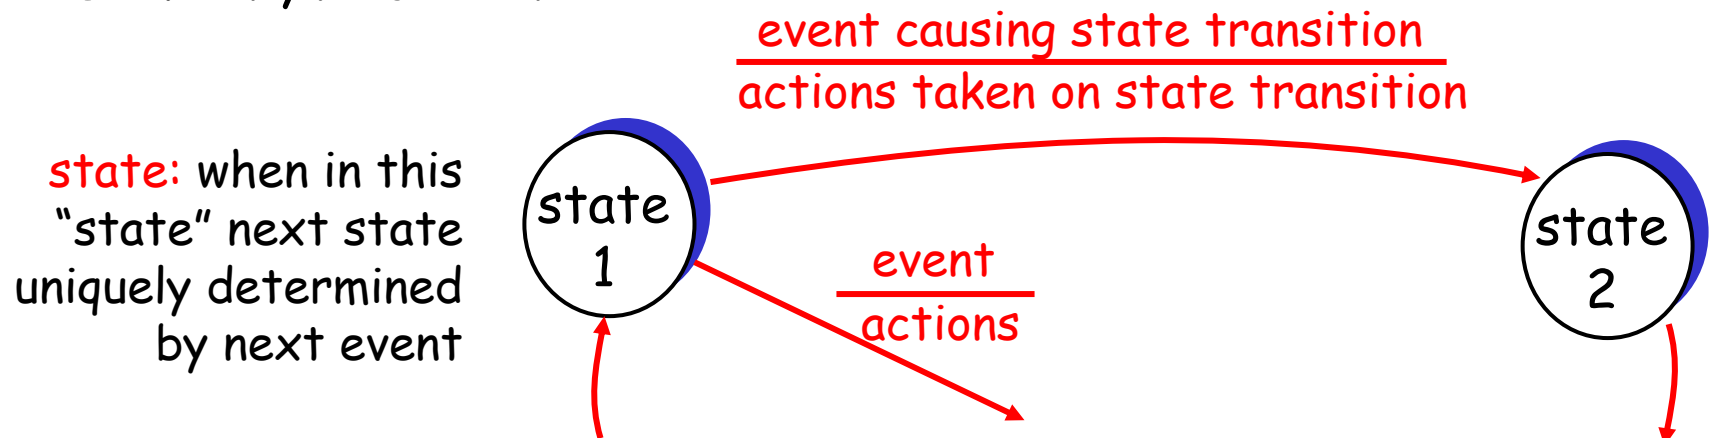 event causing state transition
actions taken on state transition
state: when in this
“state” next state
uniquely determined
by next event
state
1
event
actions
state
2